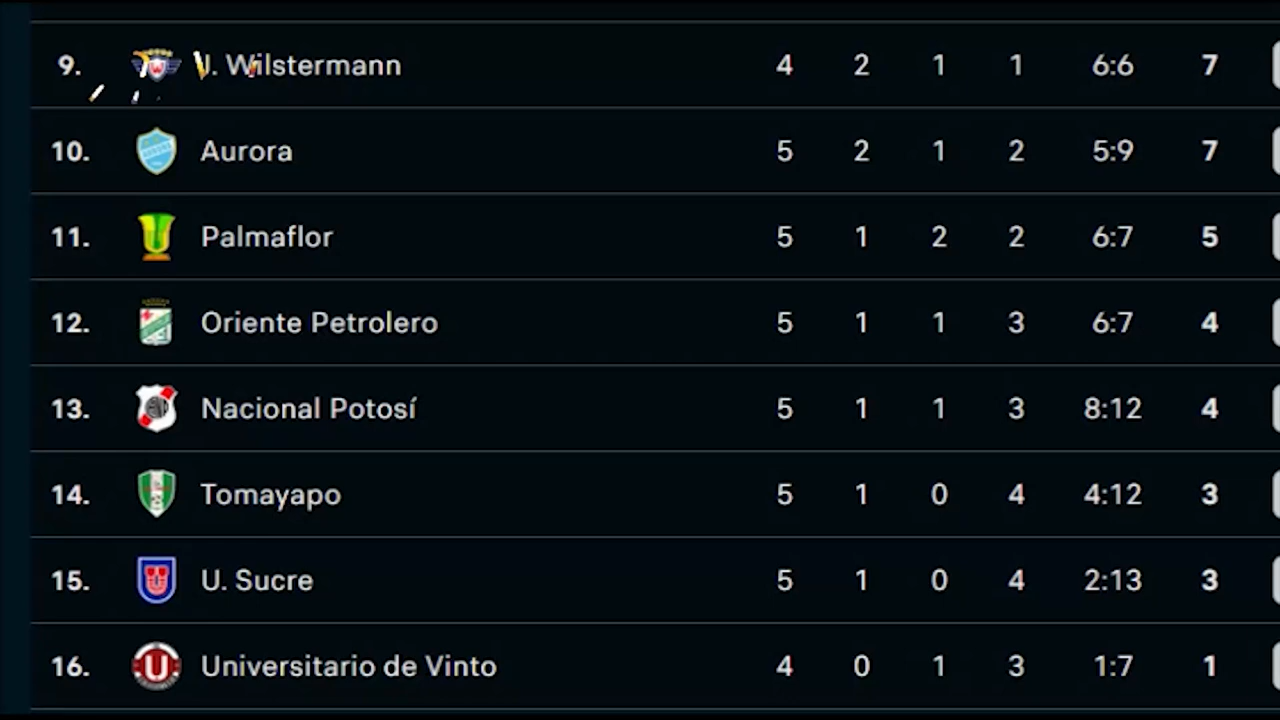 9. J. Wilstermann 4 2 1 1 6:6 7
10. Aurora 5 2 1 2 5:9 7
11. Palmaflor 5 1 2 2 6:7 5
12. Oriente Petrolero 5 1 1 3 6:7 4
13. Nacional Potosí 5 1 1 3 8:12 4
14. Tomayapo 5 1 0 4 4:12 3
15. U. Sucre 5 1 0 4 2:13 3
16. Universitario de Vinto 4 0 1 3 1:7 1